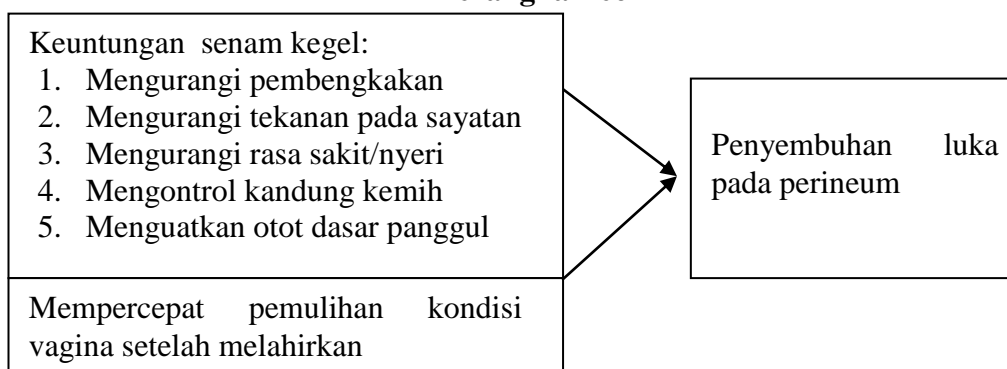 Keuntungan senam kegel:
1. Mengurangi pembengkakan
2. Mengurangi tekanan pada sayatan
3. Mengurangi rasa sakit/nyeri
4. Mengontrol kandung kemih
5. Menguatkan otot dasar panggul
Mempercepat pemulihan kondisi
vagina setelah melahirkan
Penyembuhan luka
pada perineum